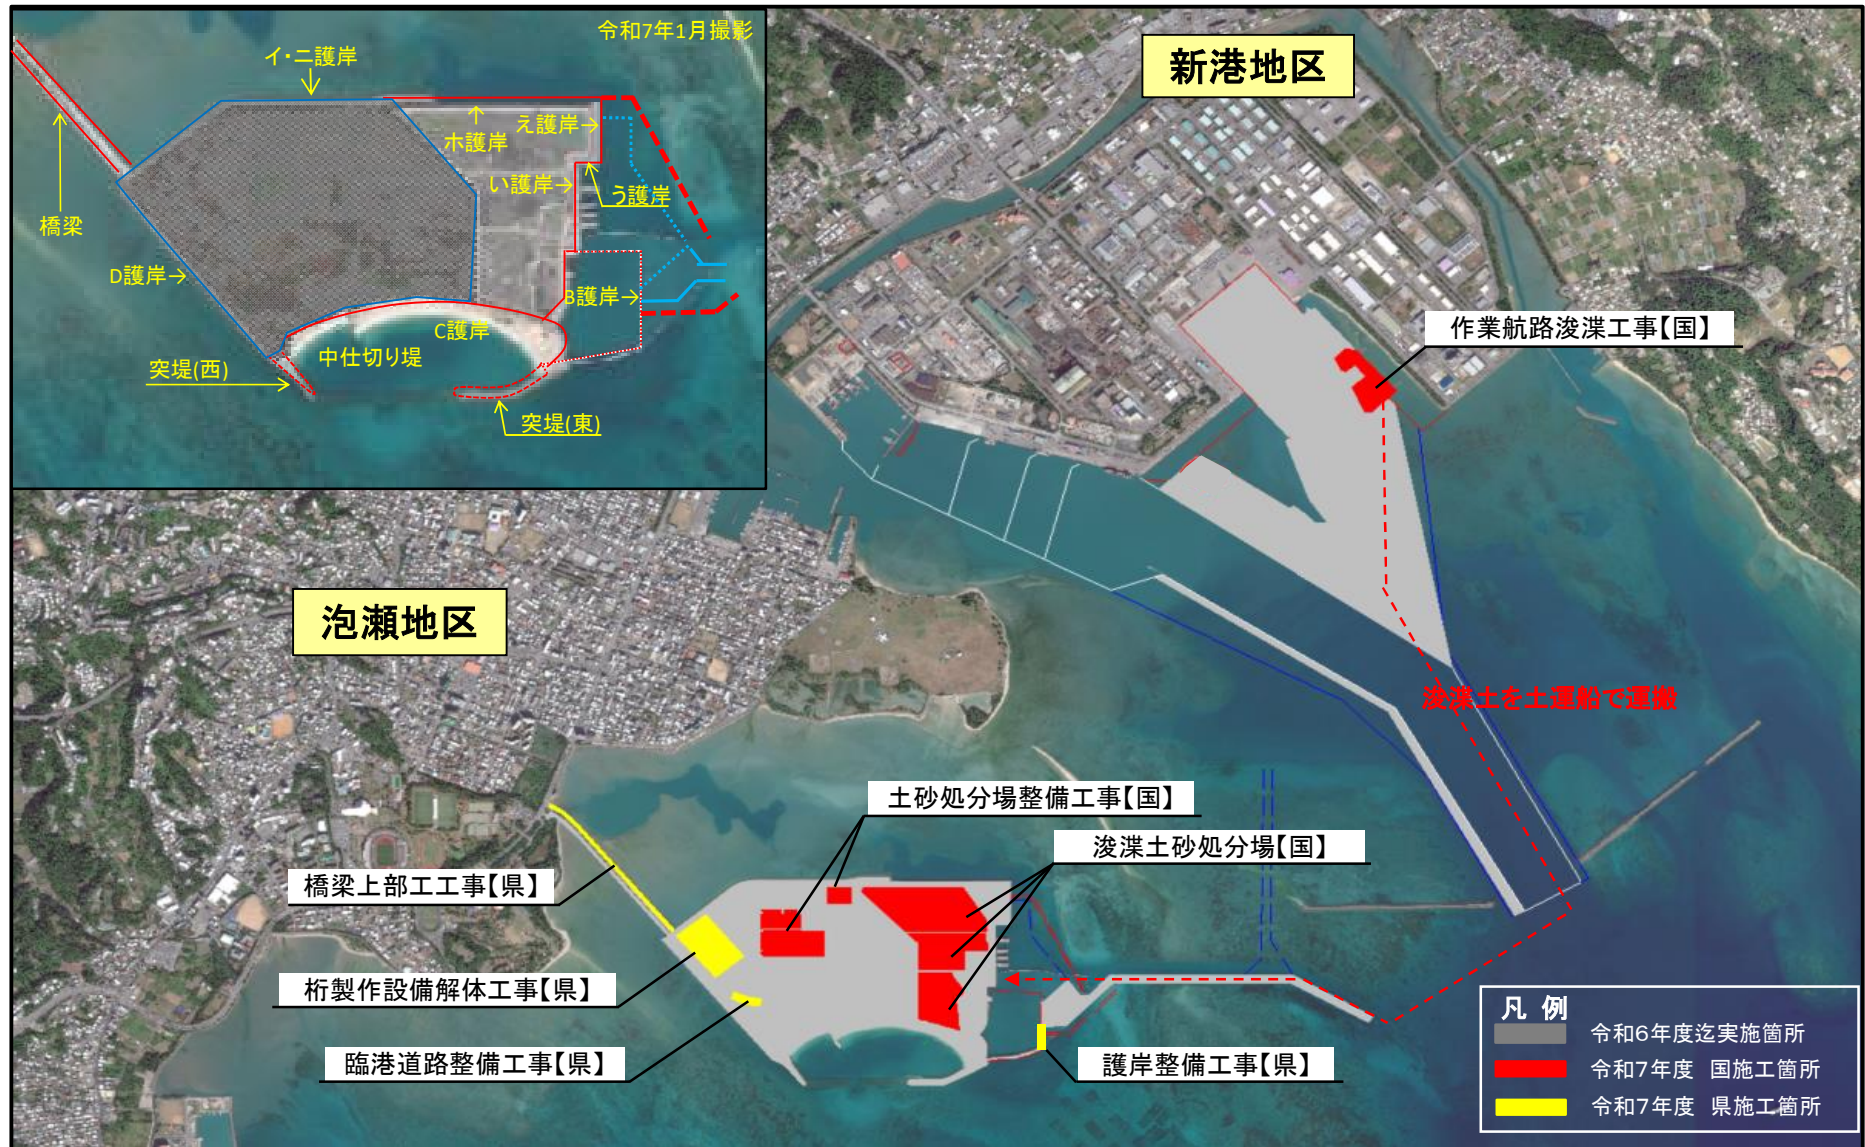 令和7年1月撮影
イ・ニ護岸
ホ護岸
え護岸→
い護岸→
う護岸
橋梁
D護岸→
B護岸→
C護岸
中仕切り堤
突堤(西)
突堤(東)
新港地区
作業航路浚渫工事【国】
泡瀬地区
浚渫土を土運船で運搬
土砂処分場整備工事【国】
浚渫土砂処分場【国】
橋梁上部工工事【県】
桁製作設備解体工事【県】
臨港道路整備工事【県】
護岸整備工事【県】
凡 例
令和6年度迄実施箇所
令和7年度 国施工箇所
令和7年度 県施工箇所